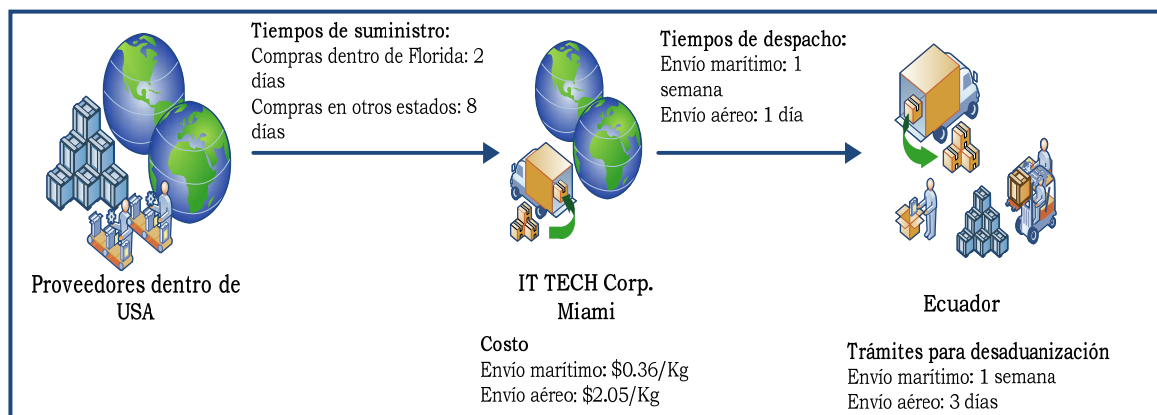 Tiempos de suministro:
Compras dentro de Florida: 2
días
Compras en otros estados: 8
días
Tiempos de despacho:
Envío marítimo: 1
semana
Envío aéreo: 1 día
Proveedores dentro de
USA
IT TECH Corp.
Miami
Ecuador
Costo
Envío marítimo: $0.36/Kg
Envío aéreo: $2.05/Kg
Trámites para desaduanización
Envío marítimo: 1 semana
Envío aéreo: 3 días